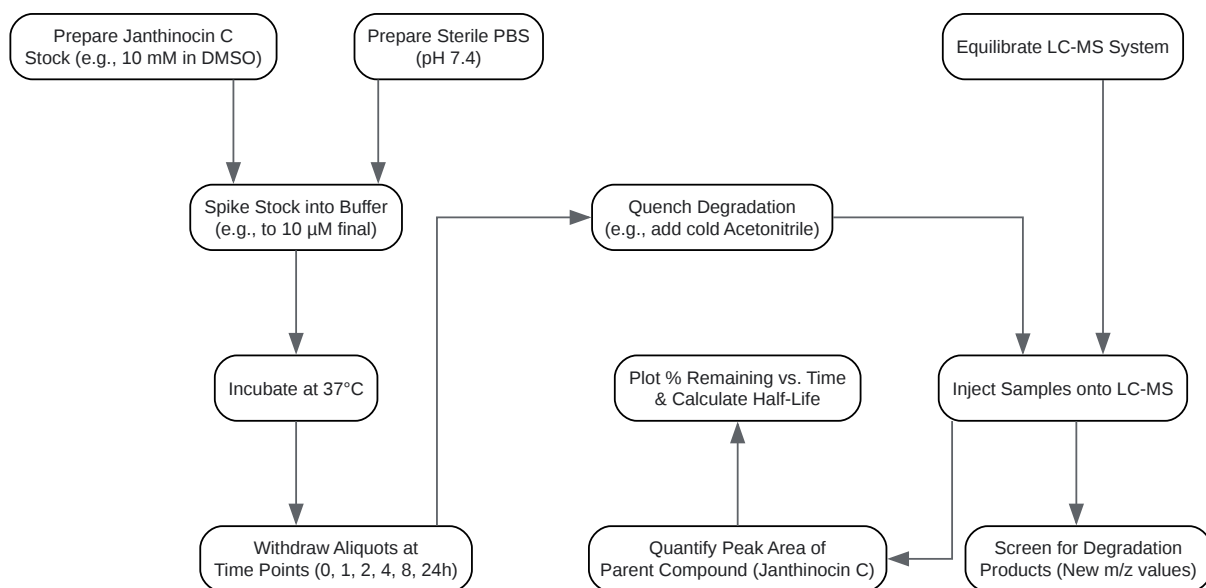 Prepare Janthinocin C
Stock (e.g., 10 mM in DMSO)
Prepare Sterile PBS
(pH 7.4)
Equilibrate LC-MS System
Spike Stock into Buffer
(e.g., to 10 µM final)
Quench Degradation
(e.g., add cold Acetonitrile)
Incubate at 37°C
Plot % Remaining vs. Time
& Calculate Half-Life
Inject Samples onto LC-MS
Withdraw Aliquots at
Time Points (0, 1, 2, 4, 8, 24h)
Quantify Peak Area of
Parent Compound (Janthinocin C)
Screen for Degradation
Products (New m/z values)